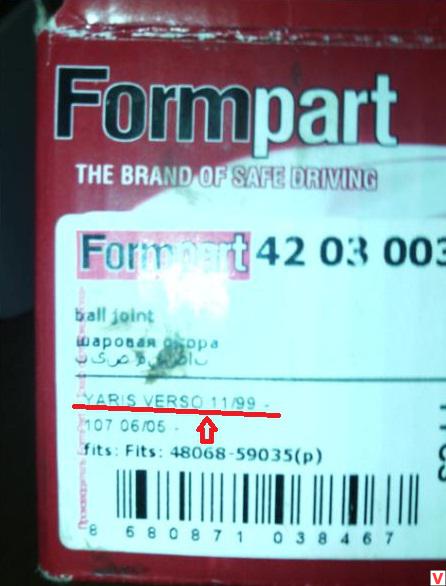 Formpart
THE BRAND OF SAFE DRIVING
Formpart 42 03 003
ball joint
шаровая опора
YARIS VERSO 11/99 -
107 06/05 -
fits: Fits: 48068-59035(p)
8 680871 038467
V